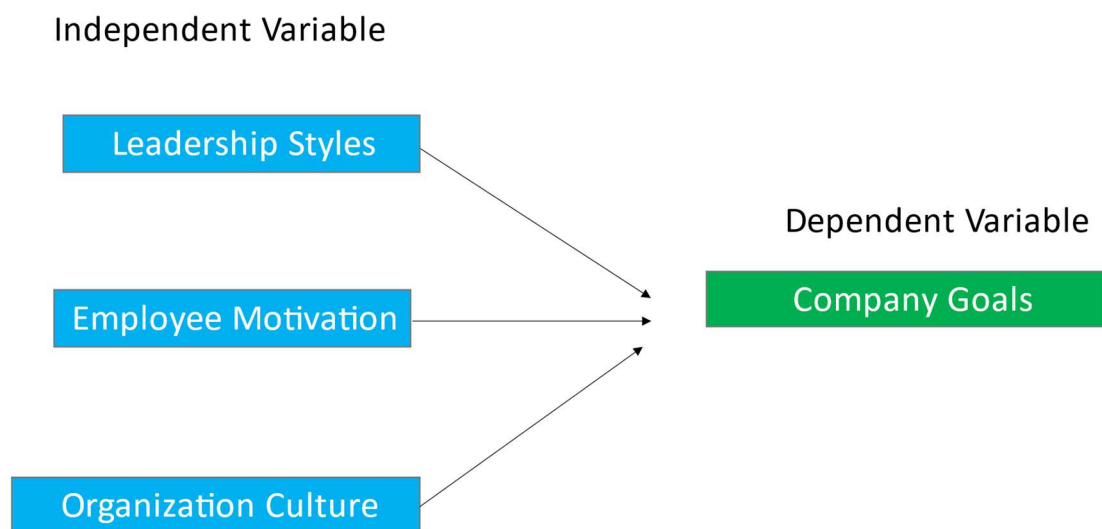 Independent Variable
Leadership Styles
Dependent Variable
Company Goals
Employee Motivation
Organization Culture